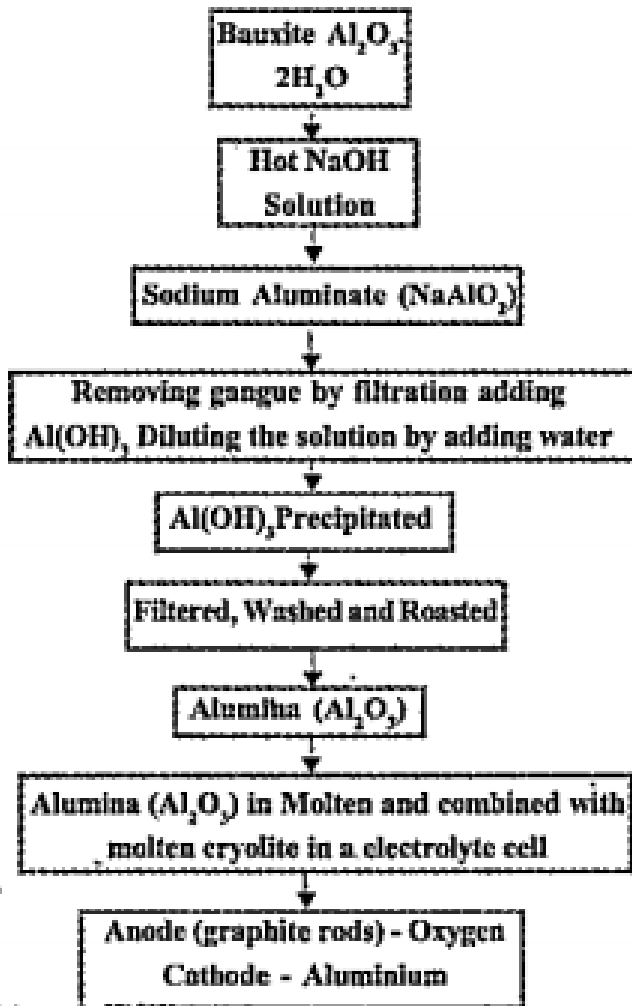 Bauxite Al₂O₃.
2H₂O
Hot NaOH
Solution
Sodium Aluminate (NaAlO₂)
Removing gangue by filtration adding
Al(OH)₃ Diluting the solution by adding water
Al(OH)₃Precipitated
Filtered, Washed and Roasted
Alumina (Al₂O₃)
Alumina (Al₂O₃) in Molten and combined with
molten cryolite in a electrolyte cell
Anode (graphite rods) - Oxygen
Cathode - Aluminium